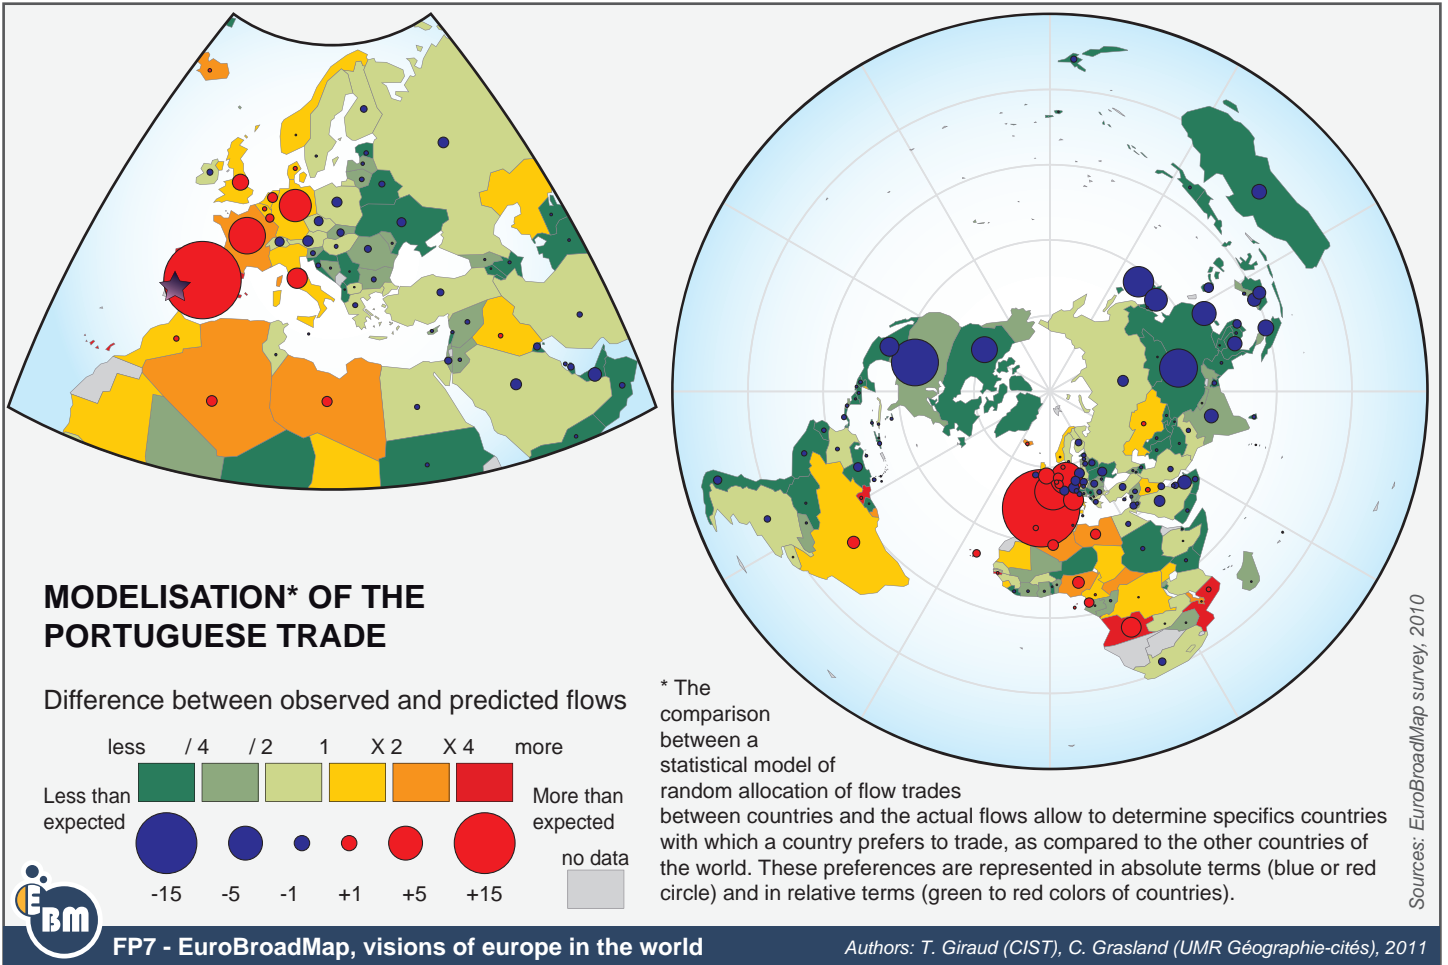 MODELISATION* OF THE
PORTUGUESE TRADE
Difference between observed and predicted flows
less / 4 / 2 1 X 2 X 4 more
Less than
expected
More than
expected
-15 -5 -1 +1 +5 +15
no data
* The
comparison
between a
statistical model of
random allocation of flow trades
between countries and the actual flows allow to determine specifics countries
with which a country prefers to trade, as compared to the other countries of
the world. These preferences are represented in absolute terms (blue or red
circle) and in relative terms (green to red colors of countries).
Sources: EuroBroadMap survey, 2010
EBM
FP7 - EuroBroadMap, visions of europe in the world
Authors: T. Giraud (CIST), C. Grasland (UMR Géographie-cités), 2011